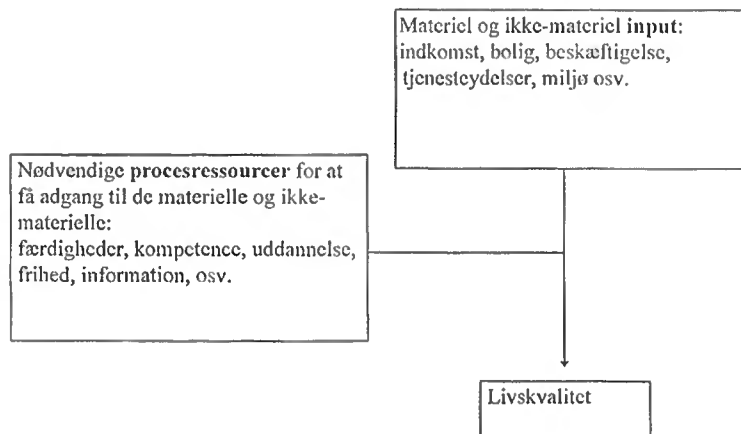 Materiel og ikke-materiel input:
indkomst, bolig, beskæftigelse,
tjenesteydelser, miljø osv.
Nødvendige procesressourcer for at
få adgang til de materielle og ikke-
materielle:
færdigheder, kompetence, uddannelse,
frihed, information, osv.
Livskvalitet